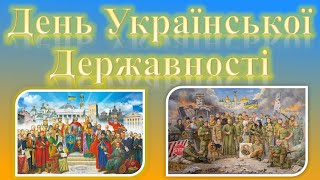 День Української
Державності